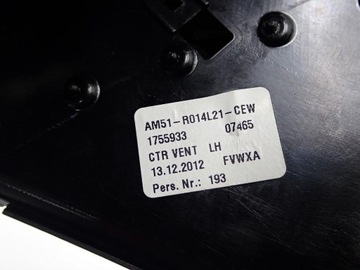 AM51-R014L21-CEW
1755933 07465
CTR VENT LH
13.12.2012 FVWXA
Pers. Nr.: 193